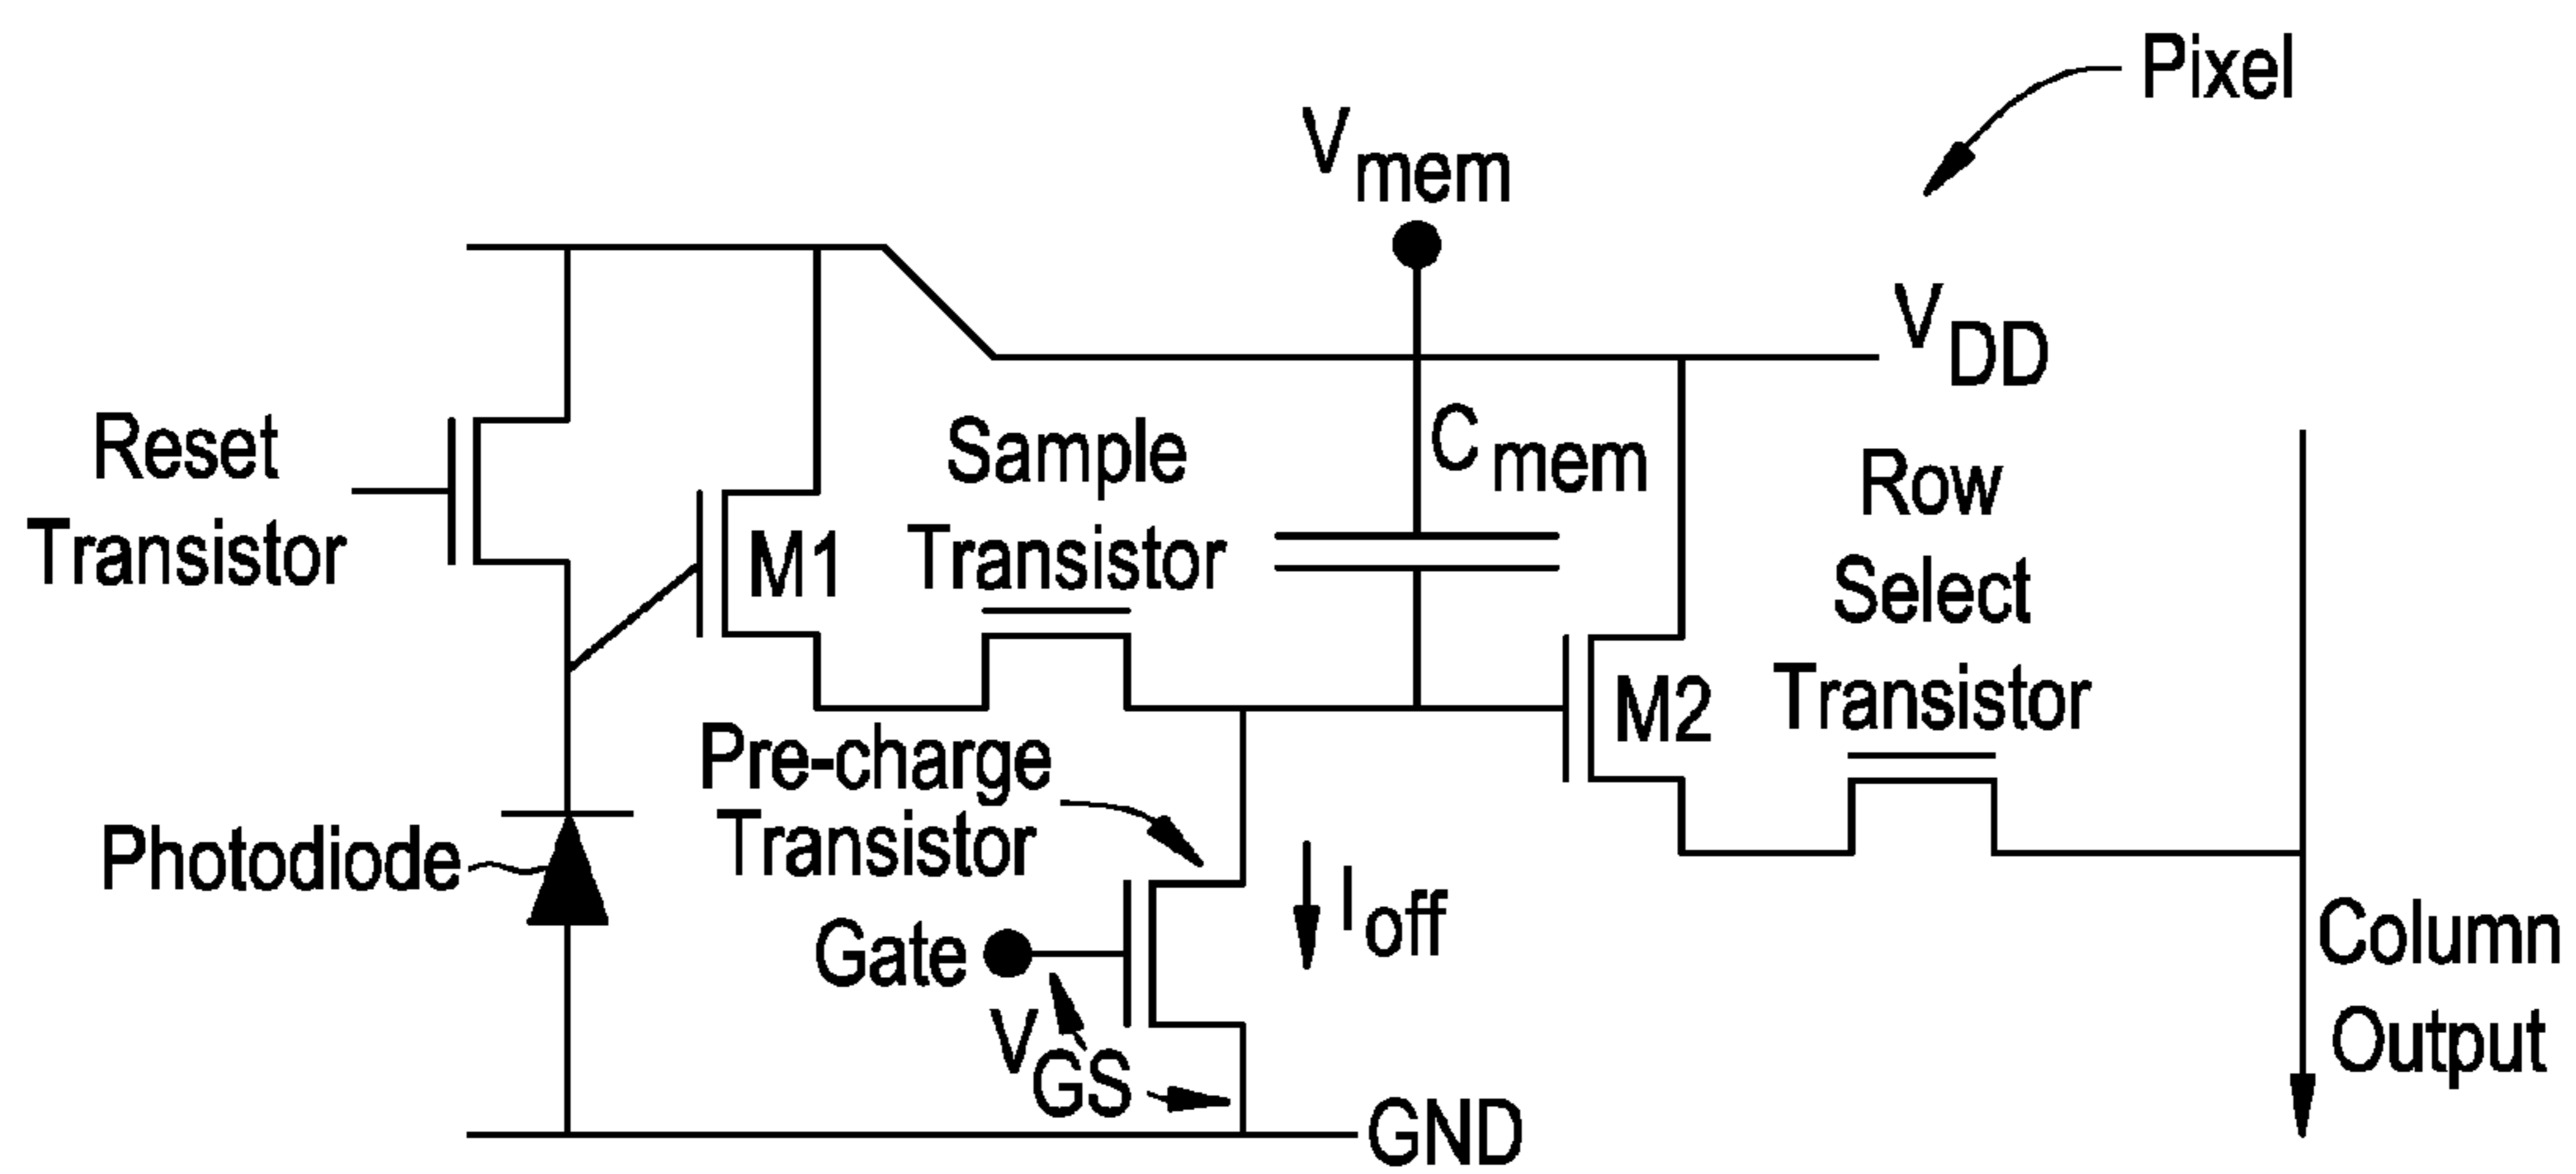 Pixel
Vmem
VDD
Reset
Transistor
M1
Sample
Transistor
Cmem
Row
Select
Transistor
M2
Pre-charge
Transistor
Photodiode
Gate
VGS
Ioff
GND
Column
Output